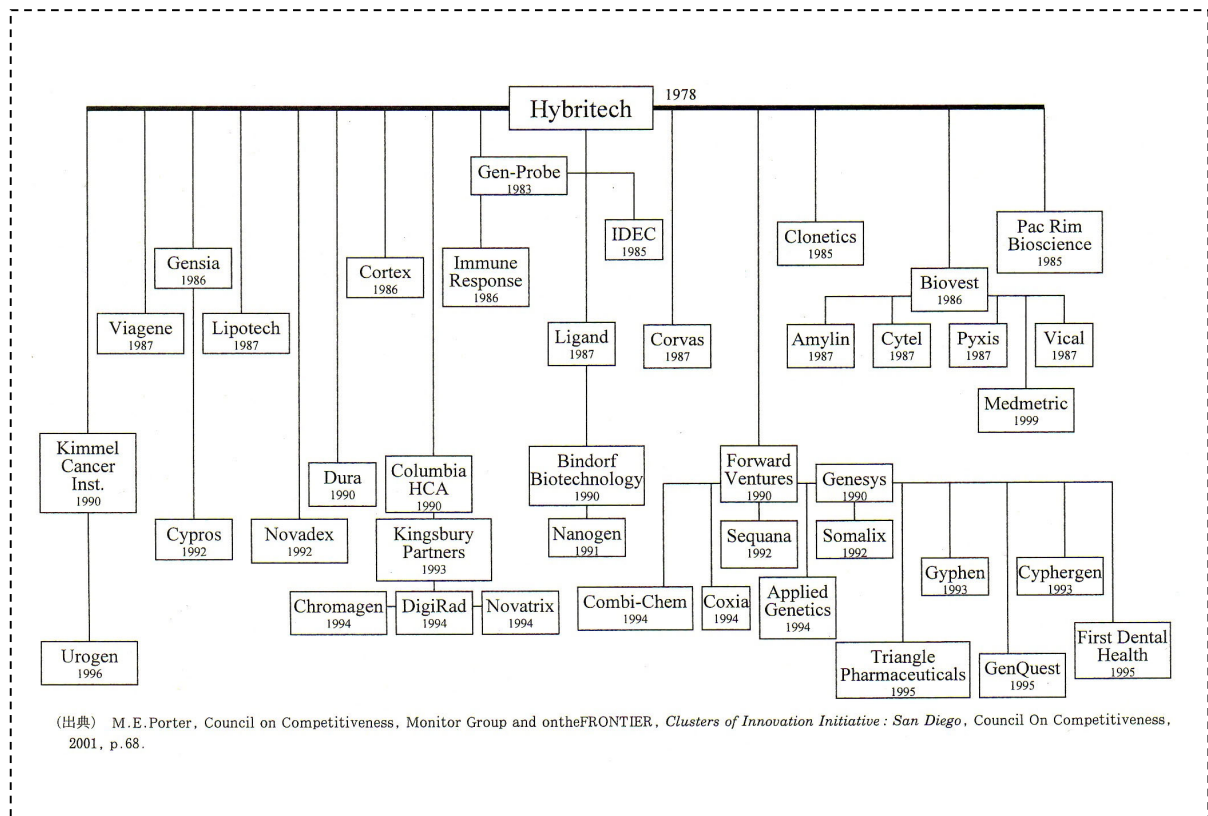 Hybritech
1978
Gen-Probe
1983
IDEC
1985
Clonetics
1985
Pac Rim
Bioscience
1985
Gensia
1986
Cortex
1986
Immune
Response
1986
Biovest
1986
Viagene
1987
Lipotech
1987
Ligand
1987
Corvas
1987
Amylin
1987
Cytel
1987
Pyxis
1987
Vical
1987
Medmetric
1999
Kimmel
Cancer
Inst.
1990
Dura
1990
Columbia
HCA
1990
Bindorf
Biotechnology
1990
Forward
Ventures
1990
Genesys
1990
Cypros
1992
Novadex
1992
Kingsbury
Partners
1993
Nanogen
1991
Sequana
1992
Somalix
1992
Gyphen
1993
Cyphergen
1993
Chromagen
1994
DigiRad
1994
Novatrix
1994
Combi-Chem
1994
Coxia
1994
Applied
Genetics
1994
Urogen
1996
Triangle
Pharmaceuticals
1995
GenQuest
1995
First Dental
Health
1995
(出典) M.E.Porter, Council on Competitiveness, Monitor Group and ontheFRONTIER, Clusters of Innovation Initiative : San Diego, Council On Competitiveness,
2001, p.68.